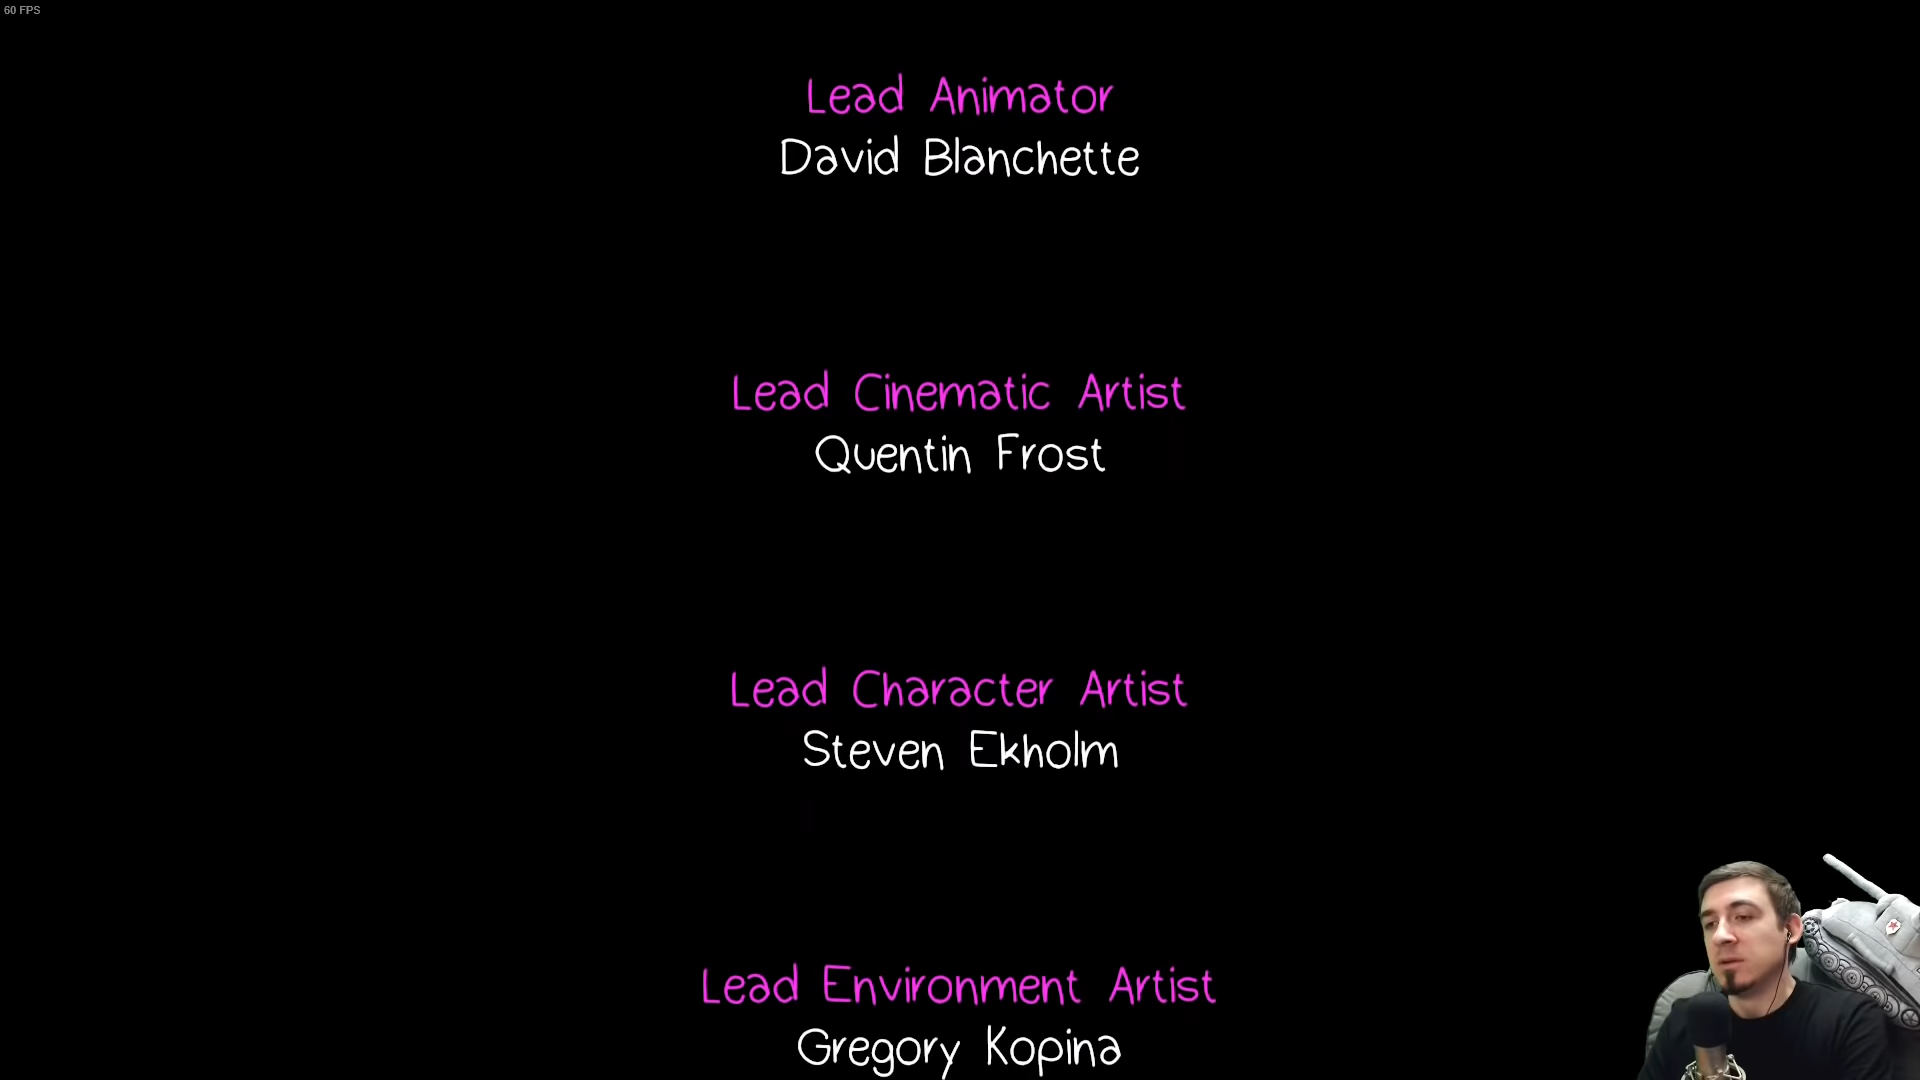 60 FPS
Lead Animator
David Blanchette
Lead Cinematic Artist
Quentin Frost
Lead Character Artist
Steven Ekholm
Lead Environment Artist
Gregory Kopina